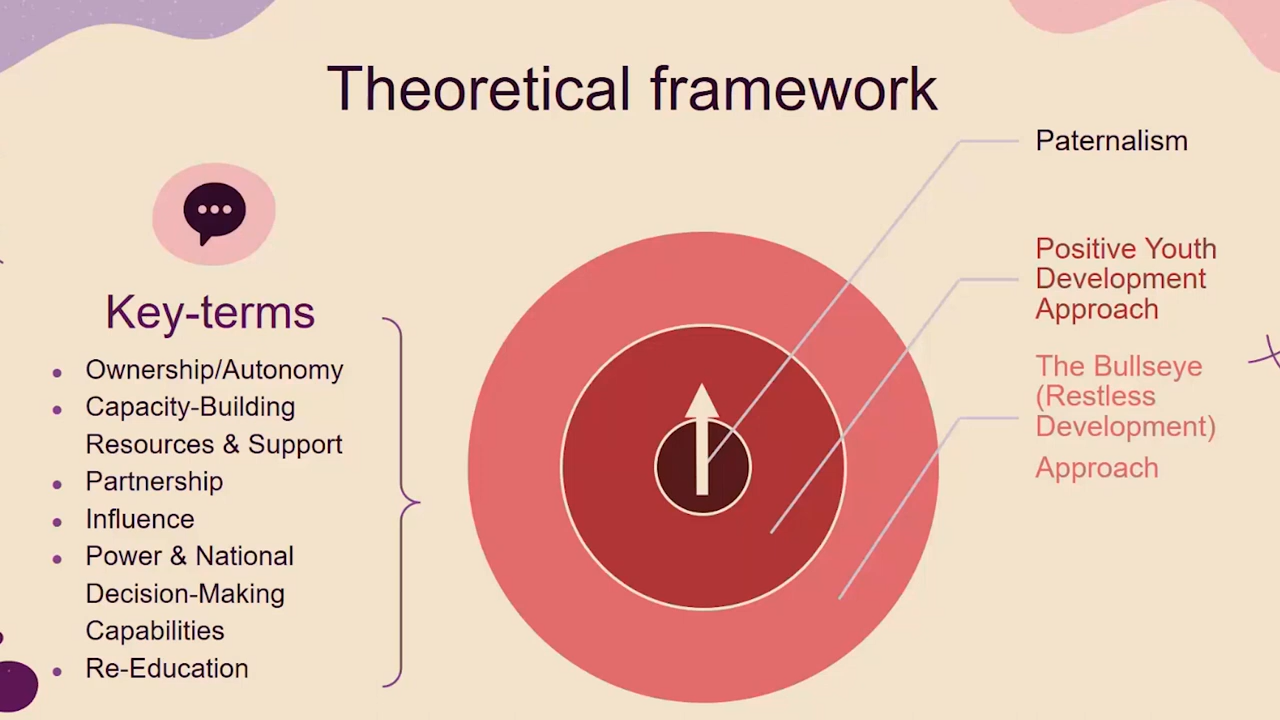 Theoretical framework
Key-terms
Ownership/Autonomy
Capacity-Building
Resources & Support
Partnership
Influence
Power & National
Decision-Making
Capabilities
Re-Education
Paternalism
Positive Youth
Development
Approach
The Bullseye
(Restless
Development)
Approach